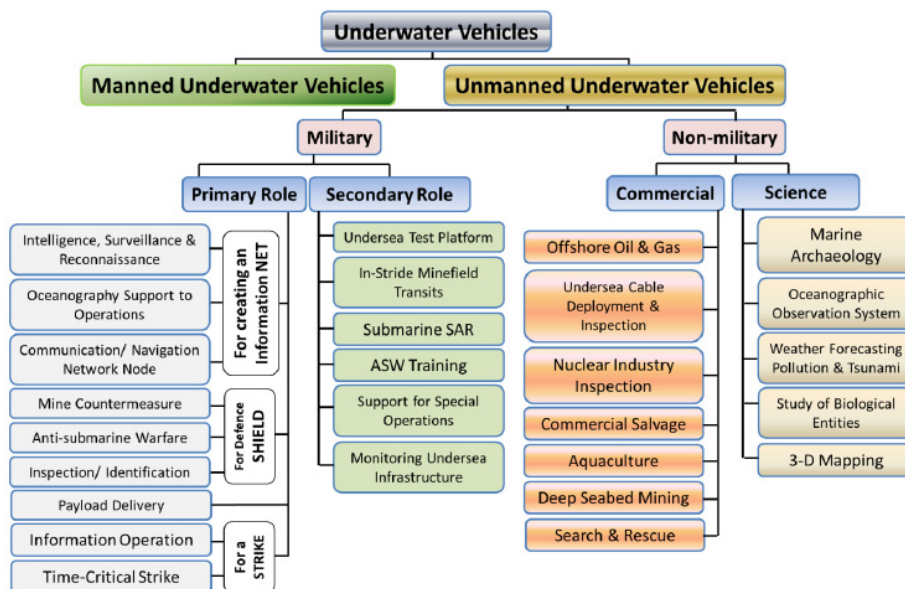 Underwater Vehicles
Manned Underwater Vehicles
Unmanned Underwater Vehicles
Military
Non-military
Primary Role
Secondary Role
Commercial
Science
Intelligence, Surveillance &
Reconnaissance
Oceanography Support to
Operations
Communication/ Navigation
Network Node
For creating an
Information NET
Mine Countermeasure
Anti-submarine Warfare
Inspection/ Identification
For Defence
SHIELD
Payload Delivery
Information Operation
Time-Critical Strike
For a
STRIKE
Undersea Test Platform
In-Stride Minefield
Transits
Submarine SAR
ASW Training
Support for Special
Operations
Monitoring Undersea
Infrastructure
Offshore Oil & Gas
Undersea Cable
Deployment &
Inspection
Nuclear Industry
Inspection
Commercial Salvage
Aquaculture
Deep Seabed Mining
Search & Rescue
Marine
Archaeology
Oceanographic
Observation System
Weather Forecasting
Pollution & Tsunami
Study of Biological
Entities
3-D Mapping